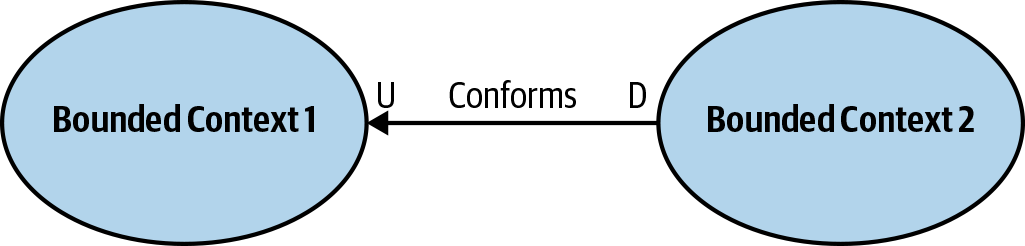 U Conforms D
Bounded Context 1
Bounded Context 2